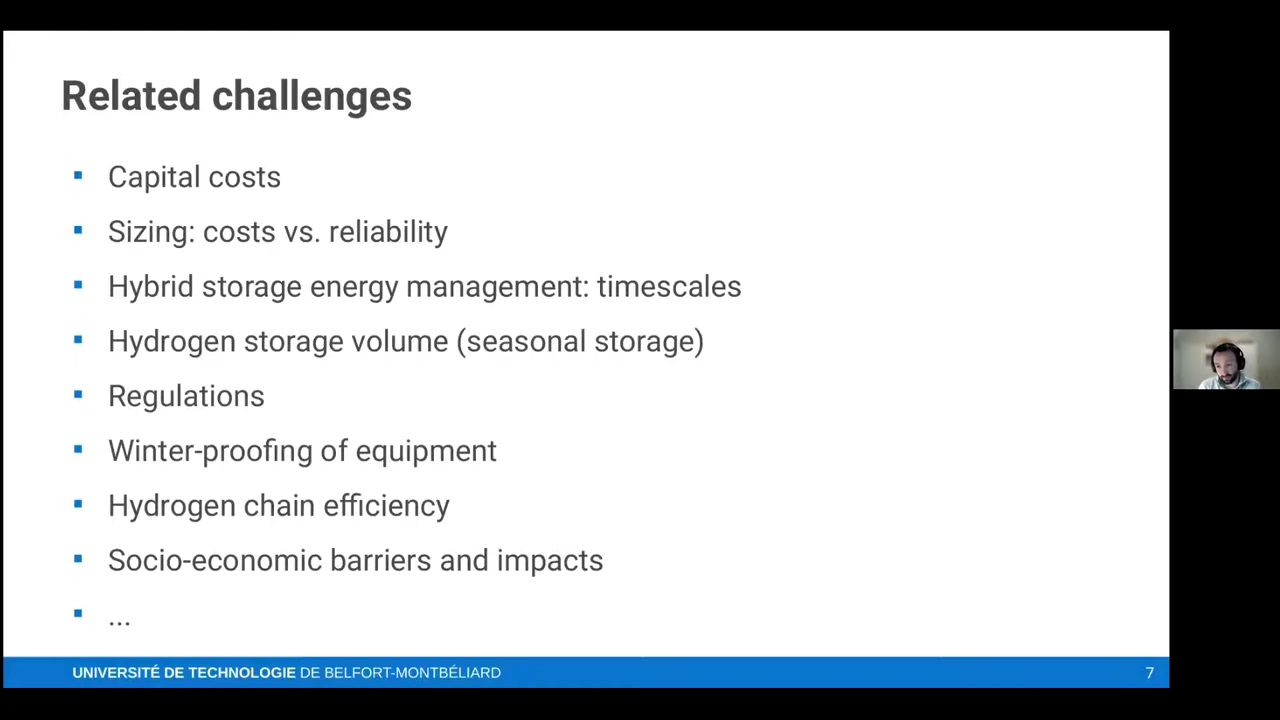 Related challenges
▪ Capital costs
▪ Sizing: costs vs. reliability
▪ Hybrid storage energy management: timescales
▪ Hydrogen storage volume (seasonal storage)
▪ Regulations
▪ Winter-proofing of equipment
▪ Hydrogen chain efficiency
▪ Socio-economic barriers and impacts
▪ ...
UNIVERSITÉ DE TECHNOLOGIE DE BELFORT-MONTBÉLIARD 7